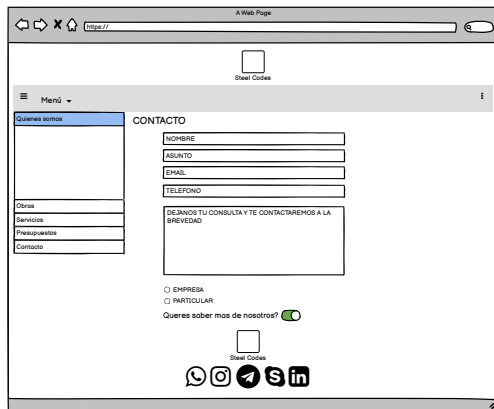 A Web Page
https://
Steel Codes
Menú
Quienes somos
Obras
Servicios
Presupuestos
Contacto
CONTACTO
NOMBRE
ASUNTO
EMAIL
TELEFONO
DEJANOS TU CONSULTA Y TE CONTACTAREMOS A LA
BREVEDAD
EMPRESA
PARTICULAR
Queres saber mas de nosotros?
Steel Codes